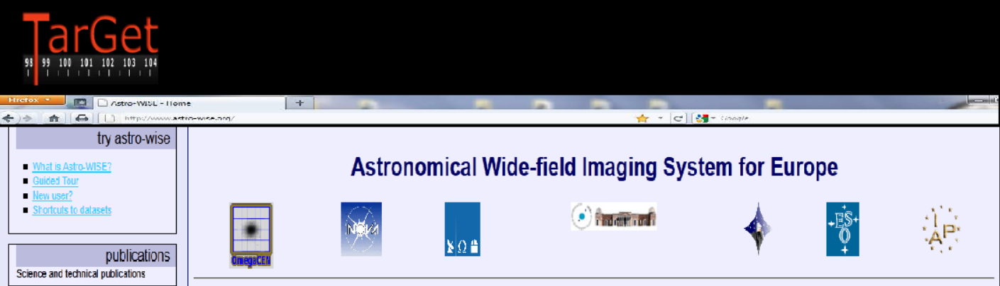 TarGet
98 99 100 101 102 103 104
Firefox
Astro-WISE - Home
http://www.astro-wise.org/
Google
try astro-wise
What is Astro-WISE?
Guided Tour
New user?
Shortcuts to datasets
publications
Science and technical publications
Astronomical Wide-field Imaging System for Europe
OmegaCEN
NOVA
Ω
ESO
IAP